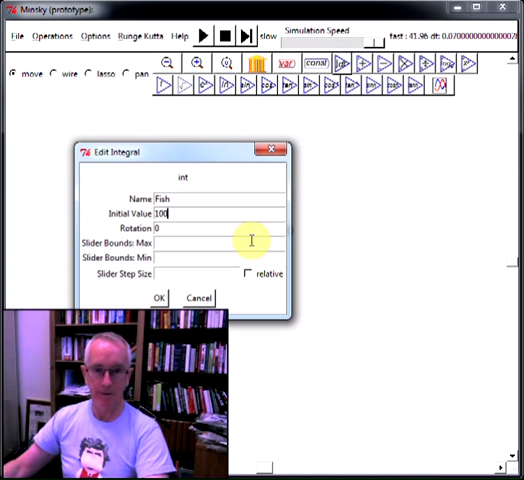 Minsky (prototype):
File Operations Options Runge Kutta slow Simulation Speed fast : 41.96 dt: 0.0700000000000028
move wire lasso pan
var const
Edit Integral
int
Name Fish
Initial Value 100
Rotation 0
Slider Bounds: Max
Slider Bounds: Min
Slider Step Size relative
OK Cancel